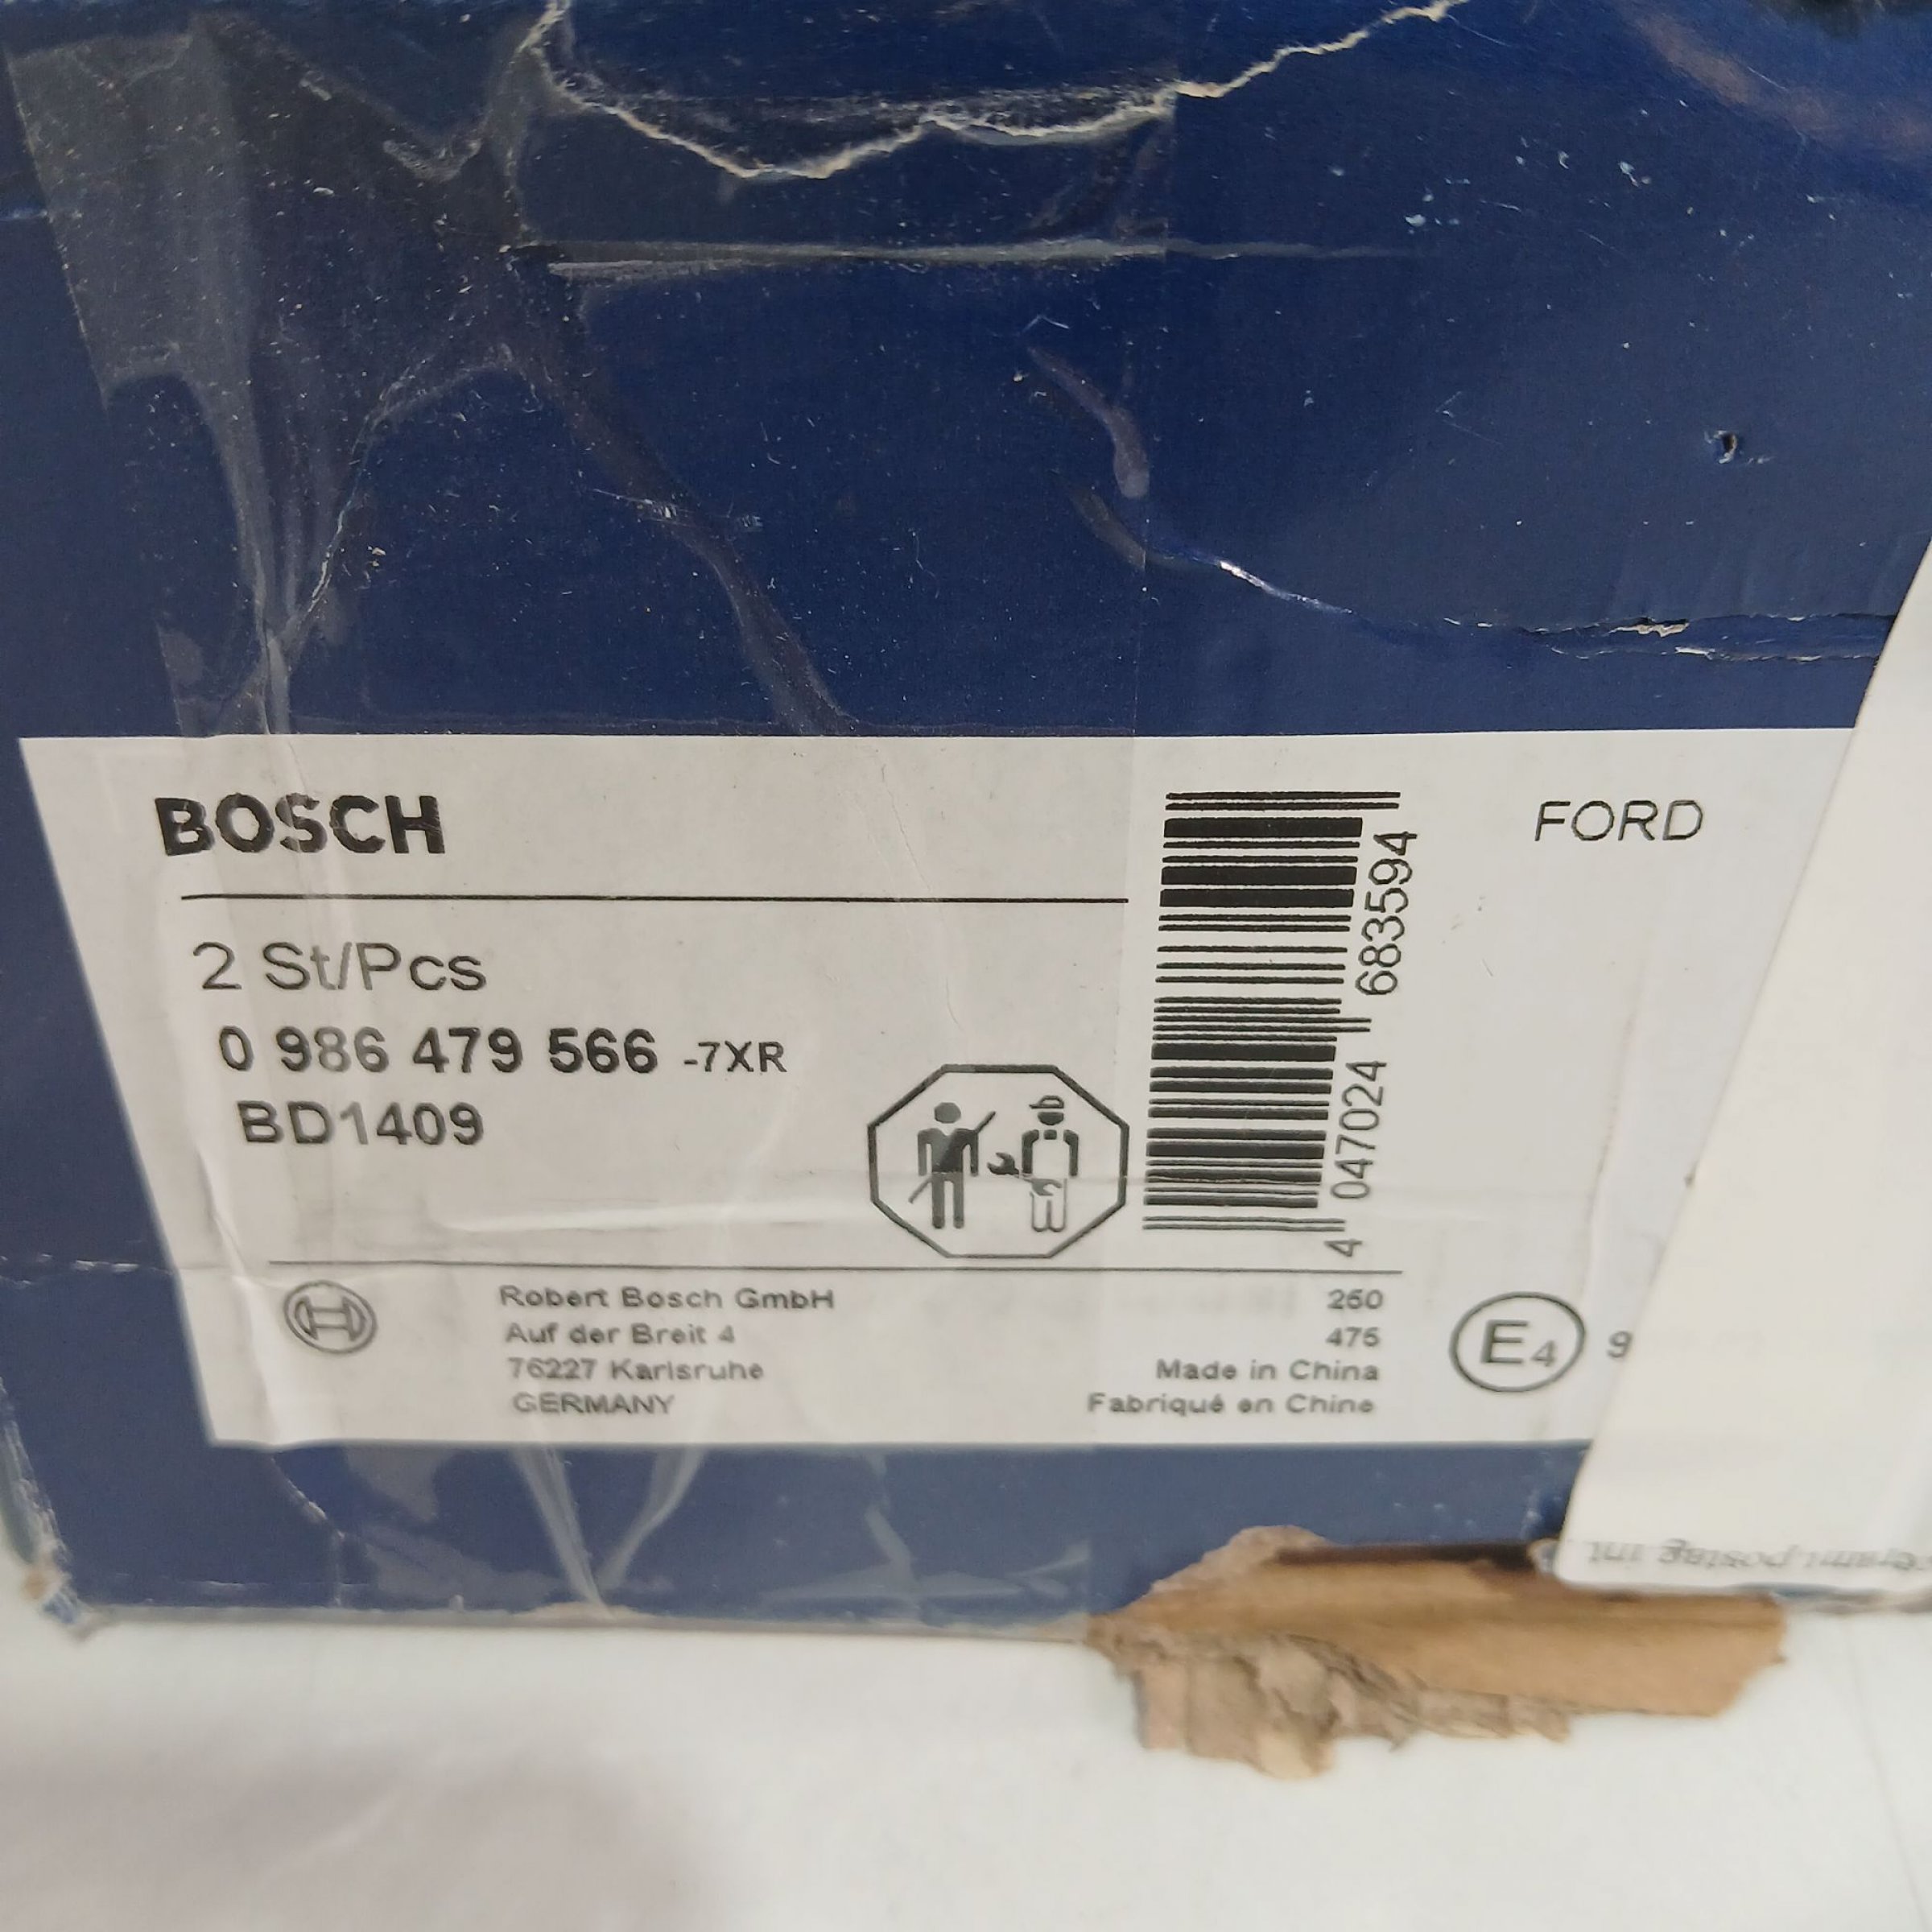 BOSCH
2 St/Pcs
0 986 479 566 -7XR
BD1409
4 047024 683594
FORD
Robert Bosch GmbH
Auf der Breit 4
76227 Karlsruhe
GERMANY
260
475
Made in China
Fabriqué en Chine
E4 9